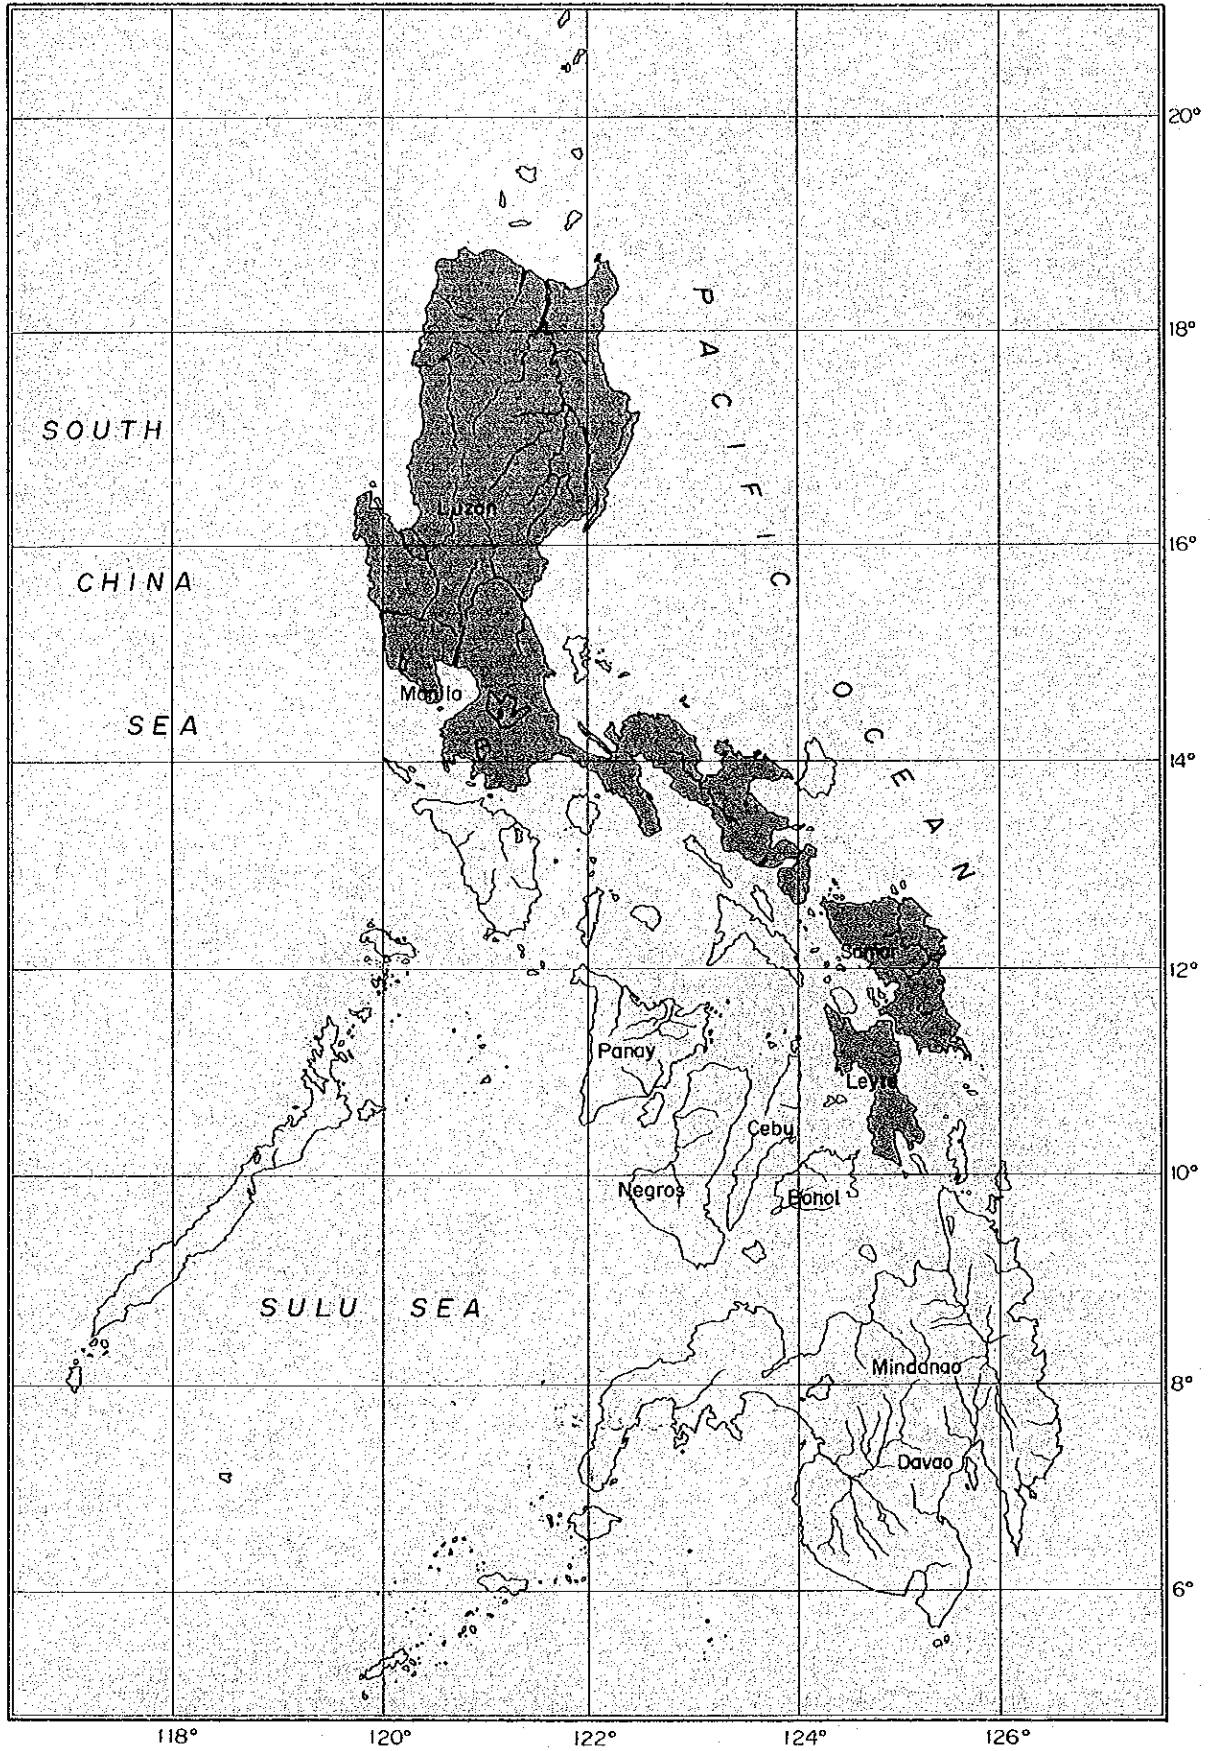 20°
18°
PACIFIC
SOUTH
Luzon
16°
CHINA
Manila
OCEAN
SEA
14°
Samar
12°
Panay
Leyte
Cebu
10°
Negros
Bohol
SULU SEA
Mindanao
8°
Davao
6°
118°
120°
122°
124°
126°